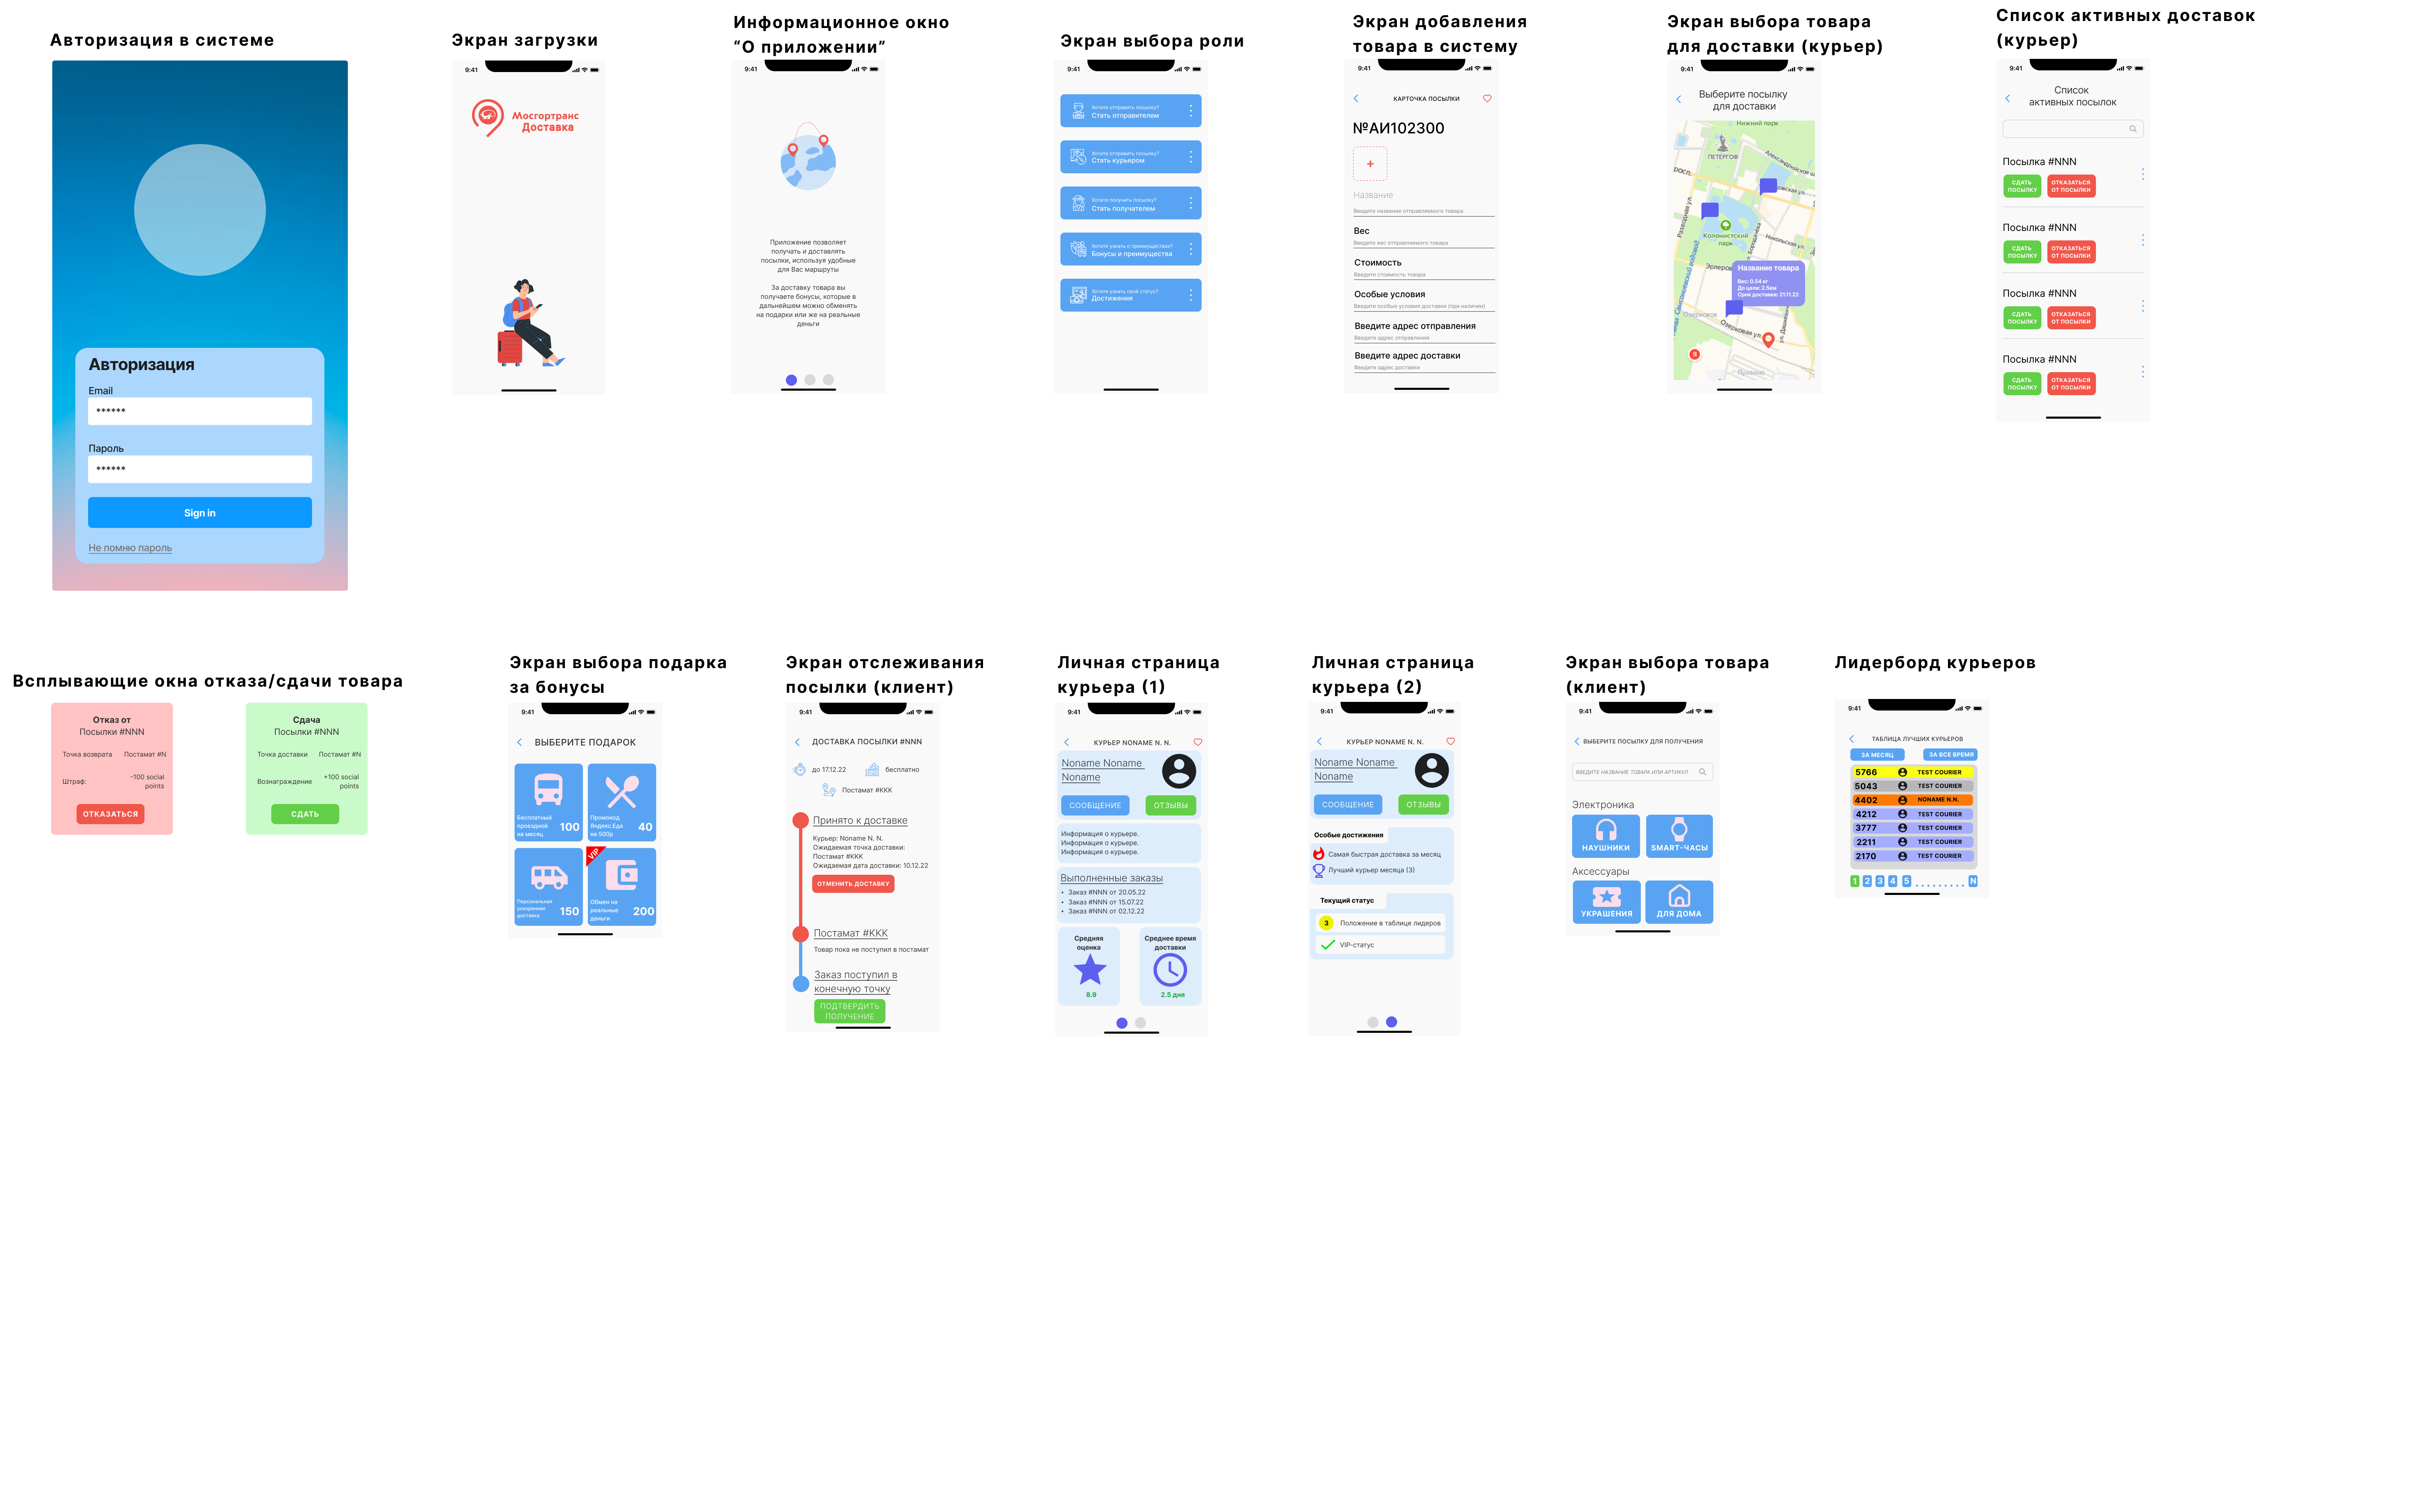 Авторизация в системе
Авторизация
Email
******
Пароль
******
Sign in
Не помню пароль
Экран загрузки
9:41
Мосгортранс
Доставка
Информационное окно
“О приложении”
9:41
Приложение позволяет
получать и доставлять
посылки, используя удобные
для Вас маршруты
За доставку товара вы
получаете бонусы, которые в
дальнейшем можно обменять
на подарки или же на реальные
деньги
Экран выбора роли
9:41
Хотите отправить посылку?
Стать отправителем
Хотите отправить посылку?
Стать курьером
Хотите получить посылку?
Стать получателем
Хотите узнать о преимуществах?
Бонусы и преимущества
Хотите узнать свой статус?
Достижения
Экран добавления
товара в систему
9:41
КАРТОЧКА ПОСЫЛКИ
№АИ102300
+
Название
Введите название отправляемого товара
Вес
Введите вес отправляемого товара
Стоимость
Введите стоимость товара
Особые условия
Введите особые условия доставки (при наличии)
Введите адрес отправления
Введите адрес отправления
Введите адрес доставки
Введите адрес доставки
Экран выбора товара
для доставки (курьер)
9:41
Выберите посылку
для доставки
Нижний парк
ПЕТЕРГОФ
росп.
Разводная ул.
Колонистский
парк
Никольская ул.
Эрлеров
Название товара
Вес: 0.54 кг
До цели: 2.5км
Срок доставки: 21.11.22
Озерковое
Озерковая ул.
Я
Луизино
Список активных доставок
(курьер)
9:41
Список
активных посылок
Посылка #NNN
СДАТЬ
ПОСЫЛКУ
ОТКАЗАТЬСЯ
ОТ ПОСЫЛКИ
Посылка #NNN
СДАТЬ
ПОСЫЛКУ
ОТКАЗАТЬСЯ
ОТ ПОСЫЛКИ
Посылка #NNN
СДАТЬ
ПОСЫЛКУ
ОТКАЗАТЬСЯ
ОТ ПОСЫЛКИ
Посылка #NNN
СДАТЬ
ПОСЫЛКУ
ОТКАЗАТЬСЯ
ОТ ПОСЫЛКИ
Всплывающие окна отказа/сдачи товара
Отказ от
Посылки #NNN
Точка возврата Постамат #N
Штраф: -100 social
points
ОТКАЗАТЬСЯ
Сдача
Посылки #NNN
Точка доставки Постамат #N
Вознаграждение +100 social
points
СДАТЬ
Экран выбора подарка
за бонусы
9:41
ВЫБЕРИТЕ ПОДАРОК
Бесплатный
проездной
на месяц
100
Промокод
Яндекс.Еда
на 500р
40
Персональная
ускоренная
доставка
150
VIP
Обмен на
реальные
деньги
200
Экран отслеживания
посылки (клиент)
9:41
ДОСТАВКА ПОСЫЛКИ #NNN
до 17.12.22 бесплатно
Постамат #KKK
Принято к доставке
Курьер: Noname N. N.
Ожидаемая точка доставки:
Постамат #KKK
Ожидаемая дата доставки: 10.12.22
ОТМЕНИТЬ ДОСТАВКУ
Постамат #KKK
Товар пока не поступил в постамат
Заказ поступил в
конечную точку
ПОДТВЕРДИТЬ
ПОЛУЧЕНИЕ
Личная страница
курьера (1)
9:41
КУРЬЕР NONAME N. N.
Noname Noname
Noname
СООБЩЕНИЕ
ОТЗЫВЫ
Информация о курьере.
Информация о курьере.
Информация о курьере.
Выполненные заказы
• Заказ #NNN от 20.05.22
• Заказ #NNN от 15.07.22
• Заказ #NNN от 02.12.22
Средняя
оценка
8.9
Среднее время
доставки
2.5 дня
Личная страница
курьера (2)
9:41
КУРЬЕР NONAME N. N.
Noname Noname
Noname
СООБЩЕНИЕ
ОТЗЫВЫ
Особые достижения
Самая быстрая доставка за месяц
Лучший курьер месяца (3)
Текущий статус
3 Положение в таблице лидеров
VIP-статус
Экран выбора товара
(клиент)
9:41
ВЫБЕРИТЕ ПОСЫЛКУ ДЛЯ ПОЛУЧЕНИЯ
ВВЕДИТЕ НАЗВАНИЕ ТОВАРА ИЛИ АРТИКУЛ
Электроника
НАУШНИКИ
SMART-ЧАСЫ
Аксессуары
УКРАШЕНИЯ
ДЛЯ ДОМА
Лидерборд курьеров
9:41
ТАБЛИЦА ЛУЧШИХ КУРЬЕРОВ
ЗА МЕСЯЦ
ЗА ВСЕ ВРЕМЯ
5766 TEST COURIER
5043 TEST COURIER
4402 NONAME N.N.
4212 TEST COURIER
3777 TEST COURIER
2211 TEST COURIER
2170 TEST COURIER
1 2 3 4 5 . . . . . . . . . N